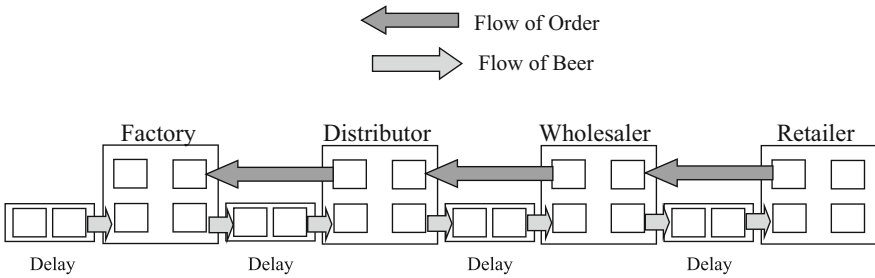 Flow of Order
Flow of Beer
Factory
Distributor
Wholesaler
Retailer
Delay
Delay
Delay
Delay